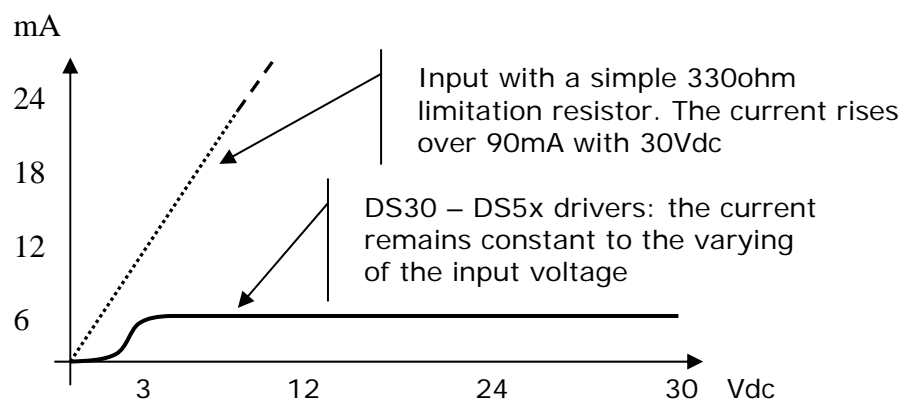 mA
24
18
12
6
Input with a simple 330ohm
limitation resistor. The current rises
over 90mA with 30Vdc
DS30 – DS5x drivers: the current
remains constant to the varying
of the input voltage
3 12 24 30 Vdc